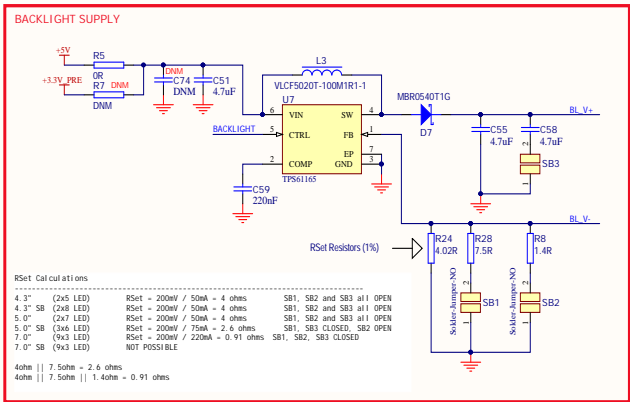 BACKLIGHT SUPPLY
+5V
R5
0R
+3.3V_PRE
R7 DNM
DNM
DNM
C74
DNM
C51
4.7uF
L3
VLCF5020T-100M1R1-1
U7
6 VIN SW 4
BACKLIGHT 5 CTRL FB 1
EP 7
2 COMP GND 3
TPS61165
C59
220nF
MBR0540T1G
D7
BL_V+
C55
4.7uF
C58
4.7uF
2
SB3
1
BL_V-
RSet Resistors (1%)
R24
4.02R
R28
7.5R
R8
1.4R
Solder-Jumper-NO
2
SB1
1
Solder-Jumper-NO
2
SB2
1
RSet Calculations
--------------------------------------------------------------------------------
4.3" (2x5 LED) RSet - 200mV / 50mA - 4 ohms SB1, SB2 and SB3 all OPEN
4.3" SB (2x8 LED) RSet - 200mV / 50mA - 4 ohms SB1, SB2 and SB3 all OPEN
5.0" (2x7 LED) RSet - 200mV / 50mA - 4 ohms SB1, SB2 and SB3 all OPEN
5.0" SB (3x6 LED) RSet - 200mV / 75mA - 2.6 ohms SB1, SB3 CLOSED, SB2 OPEN
7.0" (9x3 LED) RSet - 200mV / 220mA - 0.91 ohms SB1, SB2, SB3 CLOSED
7.0" SB (9x3 LED) NOT POSSIBLE
4ohm || 7.5ohm - 2.6 ohms
4ohm || 7.5ohm || 1.4ohm - 0.91 ohms